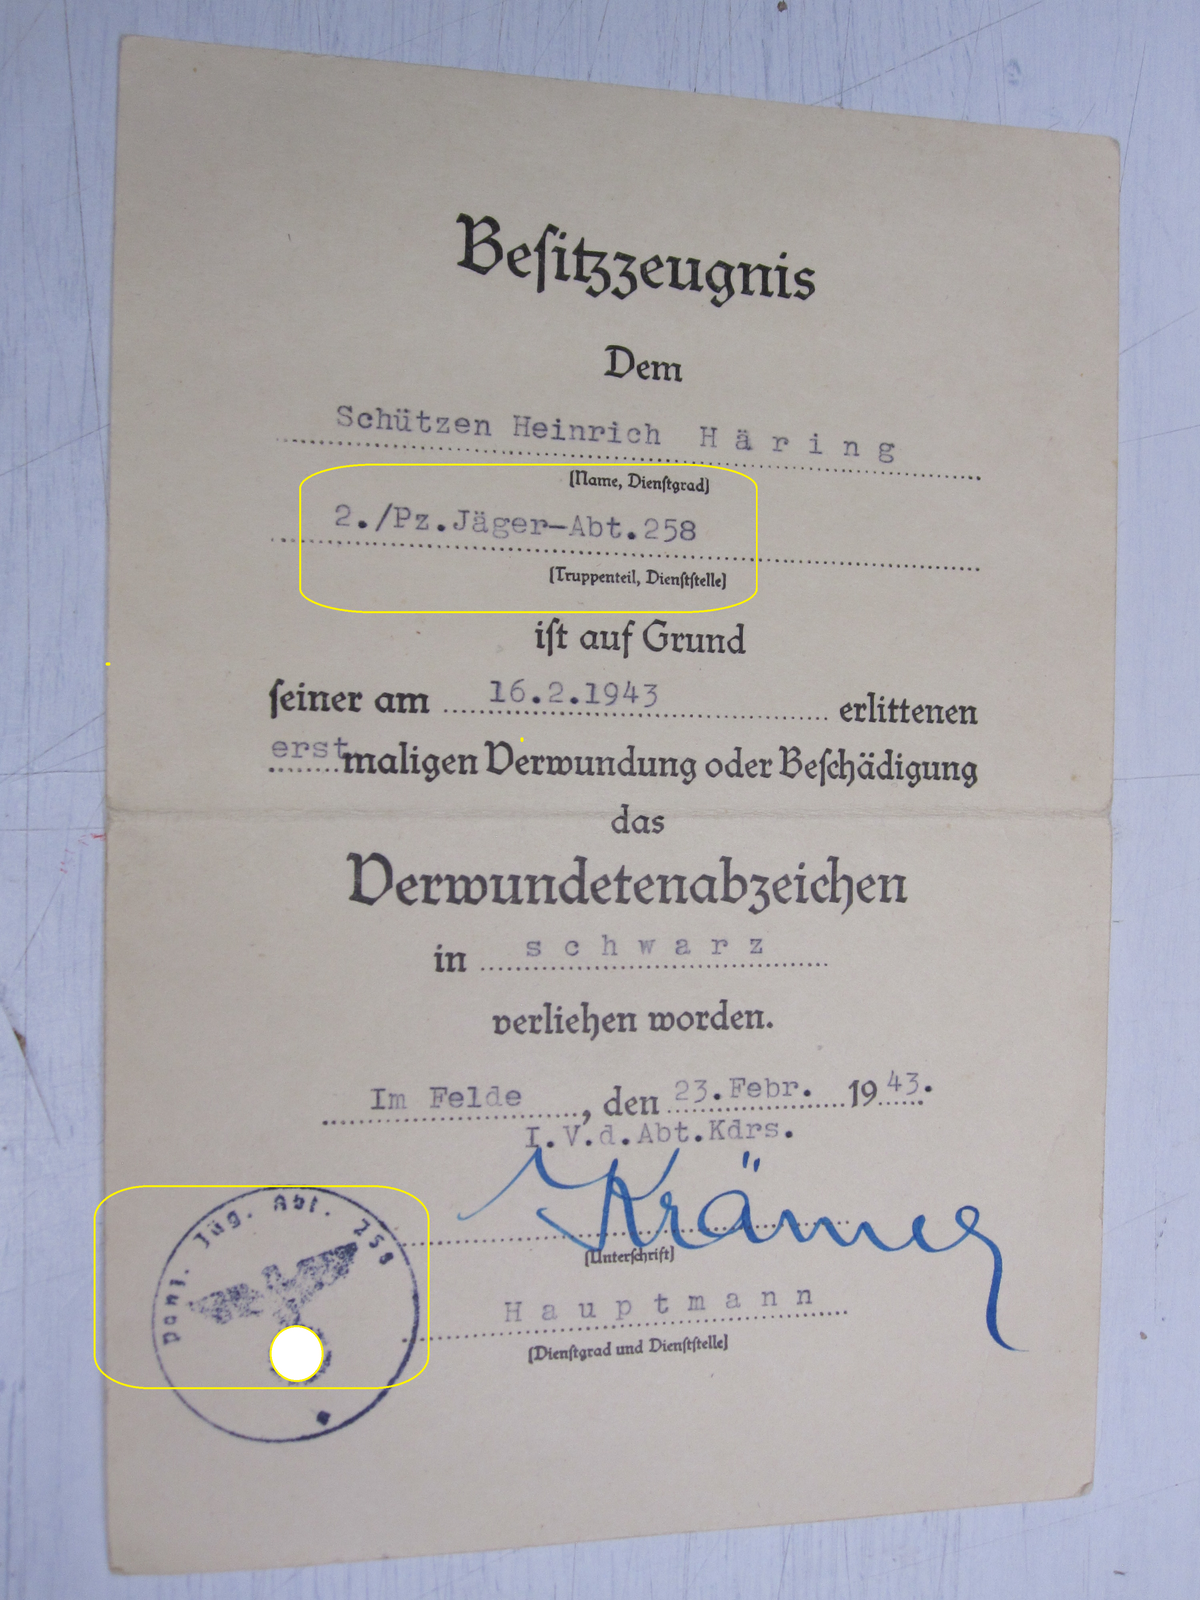 Besitzzeugnis
Dem
Schützen Heinrich Häring
(Name, Dienstgrad)
2./Pz.Jäger-Abt.258
(Truppenteil, Dienststelle)
ist auf Grund
seiner am 16.2.1943 erlittenen
erstmaligen Verwundung oder Beschädigung
das
Verwundetenabzeichen
in schwarz
verliehen worden.
Im Felde, den 23.Febr. 1943.
I.V.d.Abt.Kdrs.
Krämer
(Unterschrift)
Hauptmann
(Dienstgrad und Dienststelle)
Panz. Jäg. Abt. 258